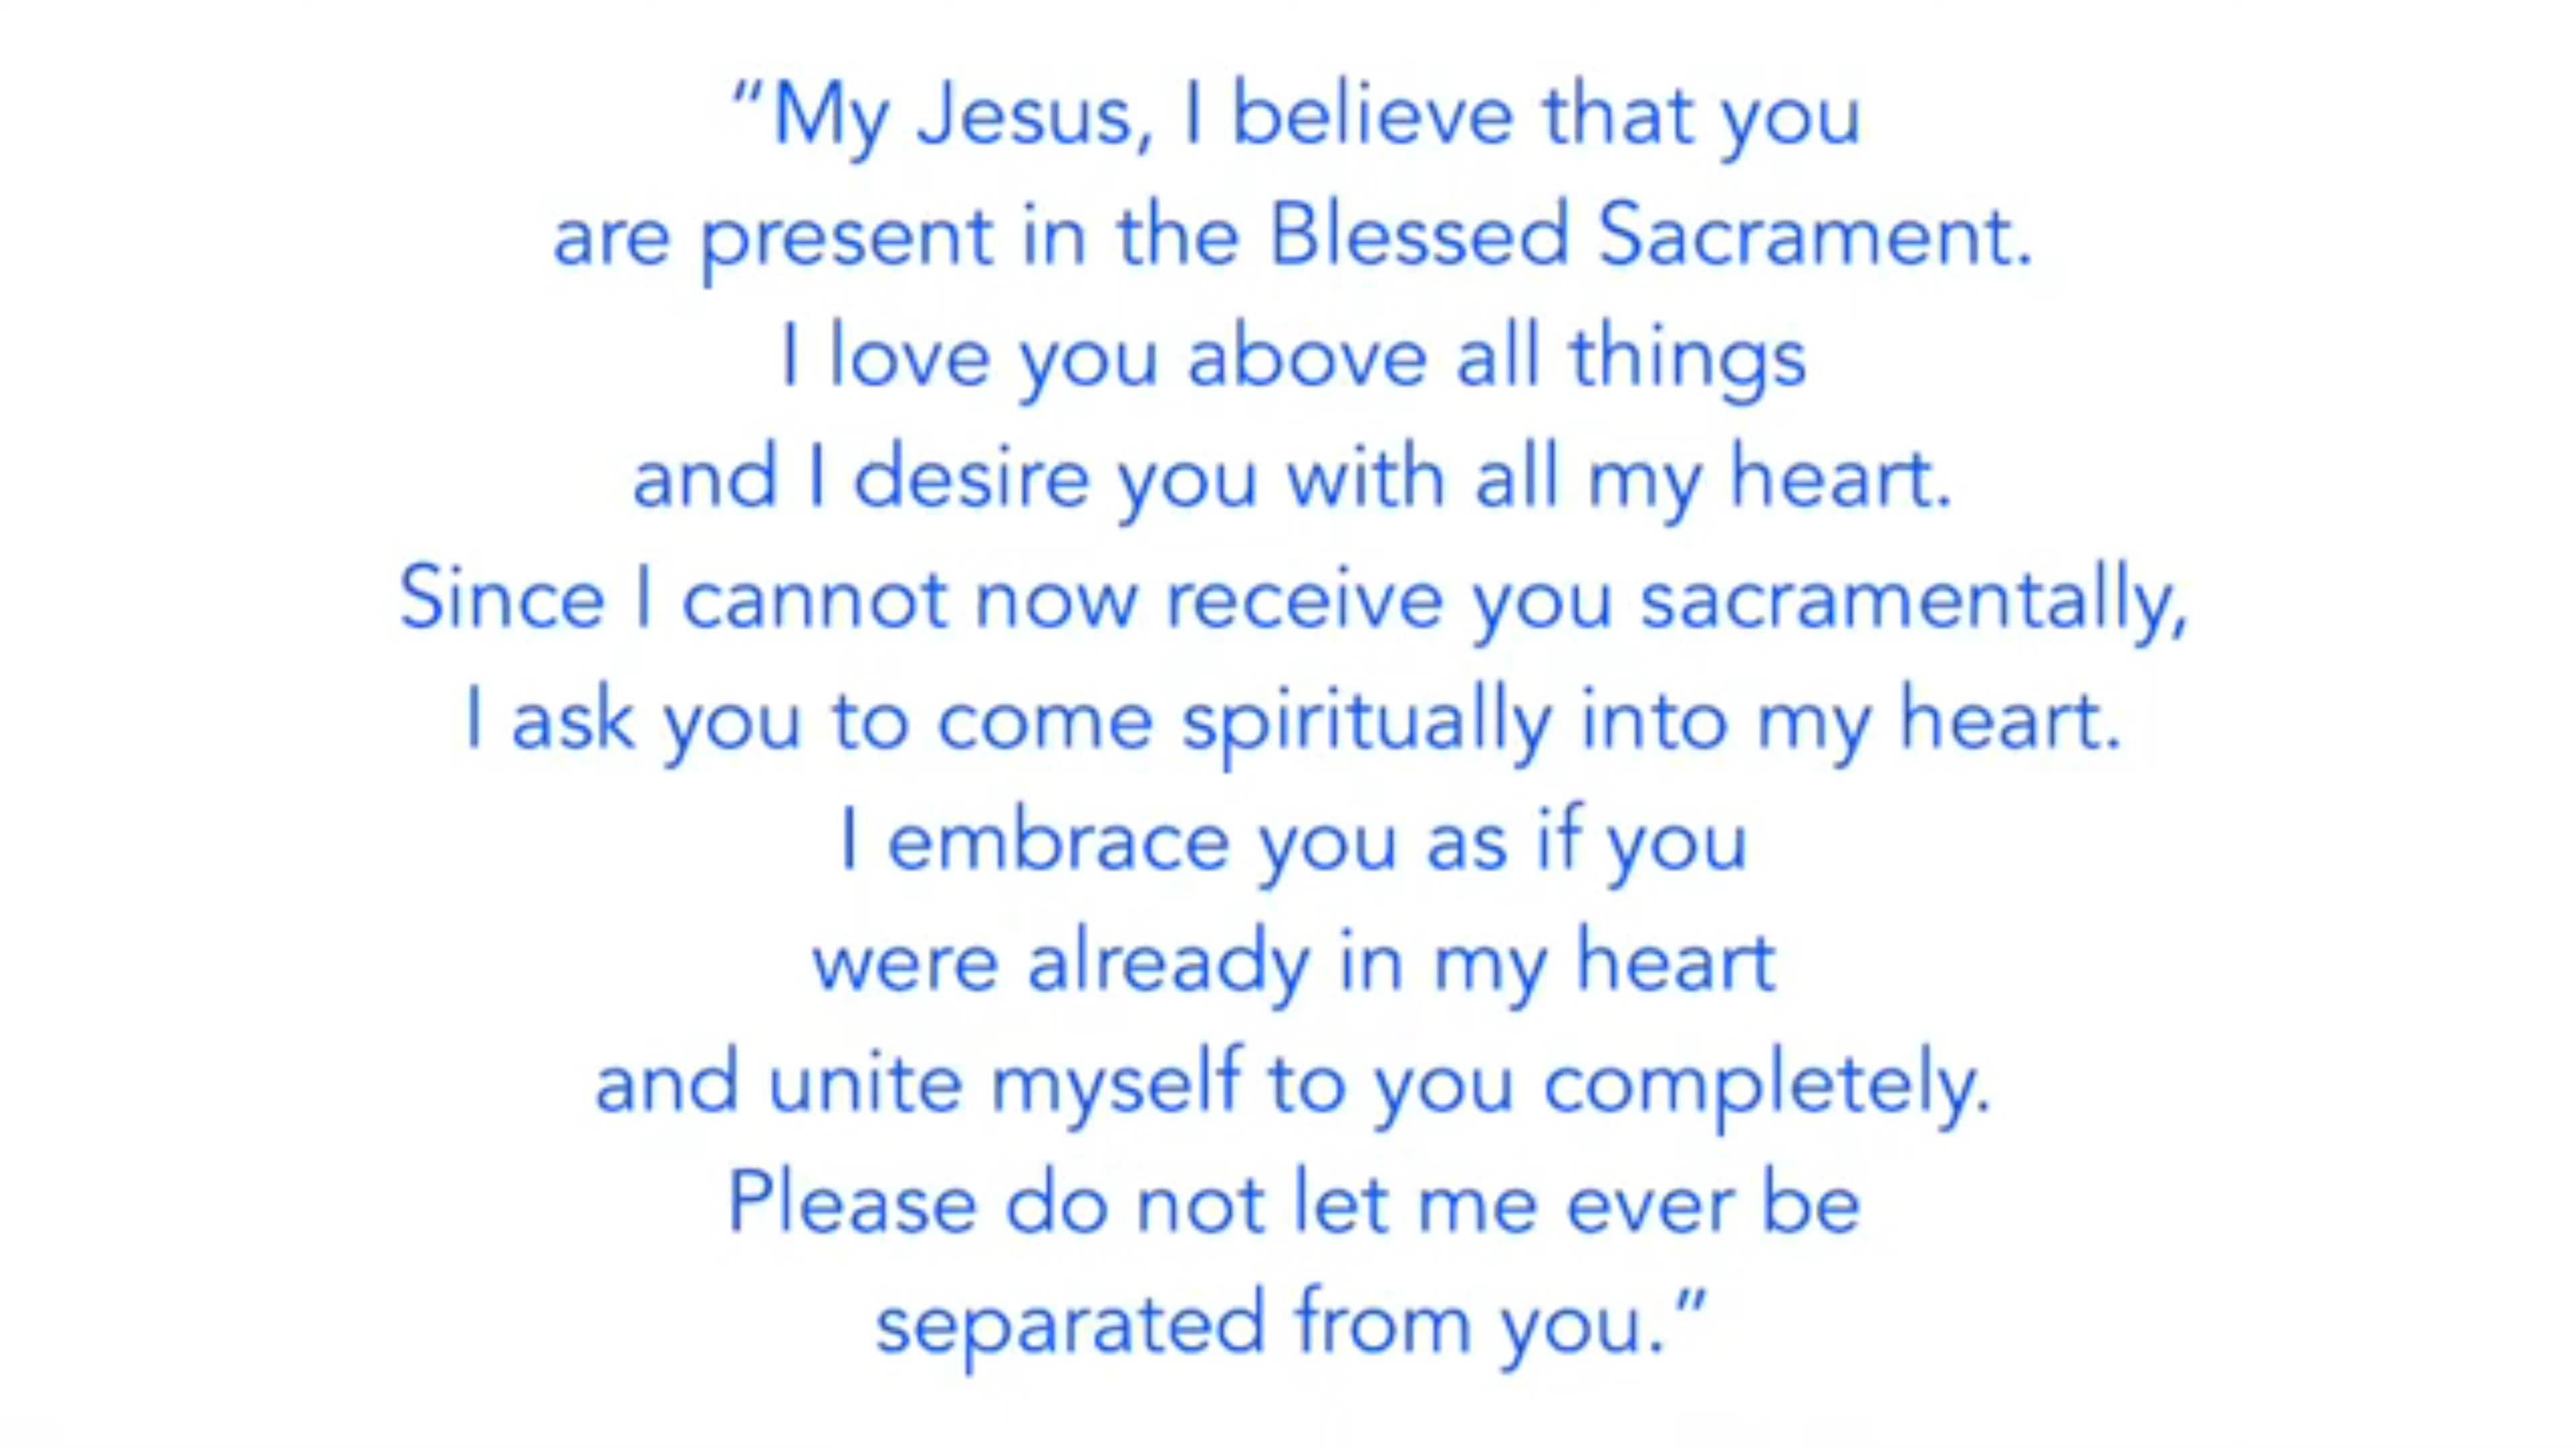 “My Jesus, I believe that you
are present in the Blessed Sacrament.
I love you above all things
and I desire you with all my heart.
Since I cannot now receive you sacramentally,
I ask you to come spiritually into my heart.
I embrace you as if you
were already in my heart
and unite myself to you completely.
Please do not let me ever be
separated from you.”